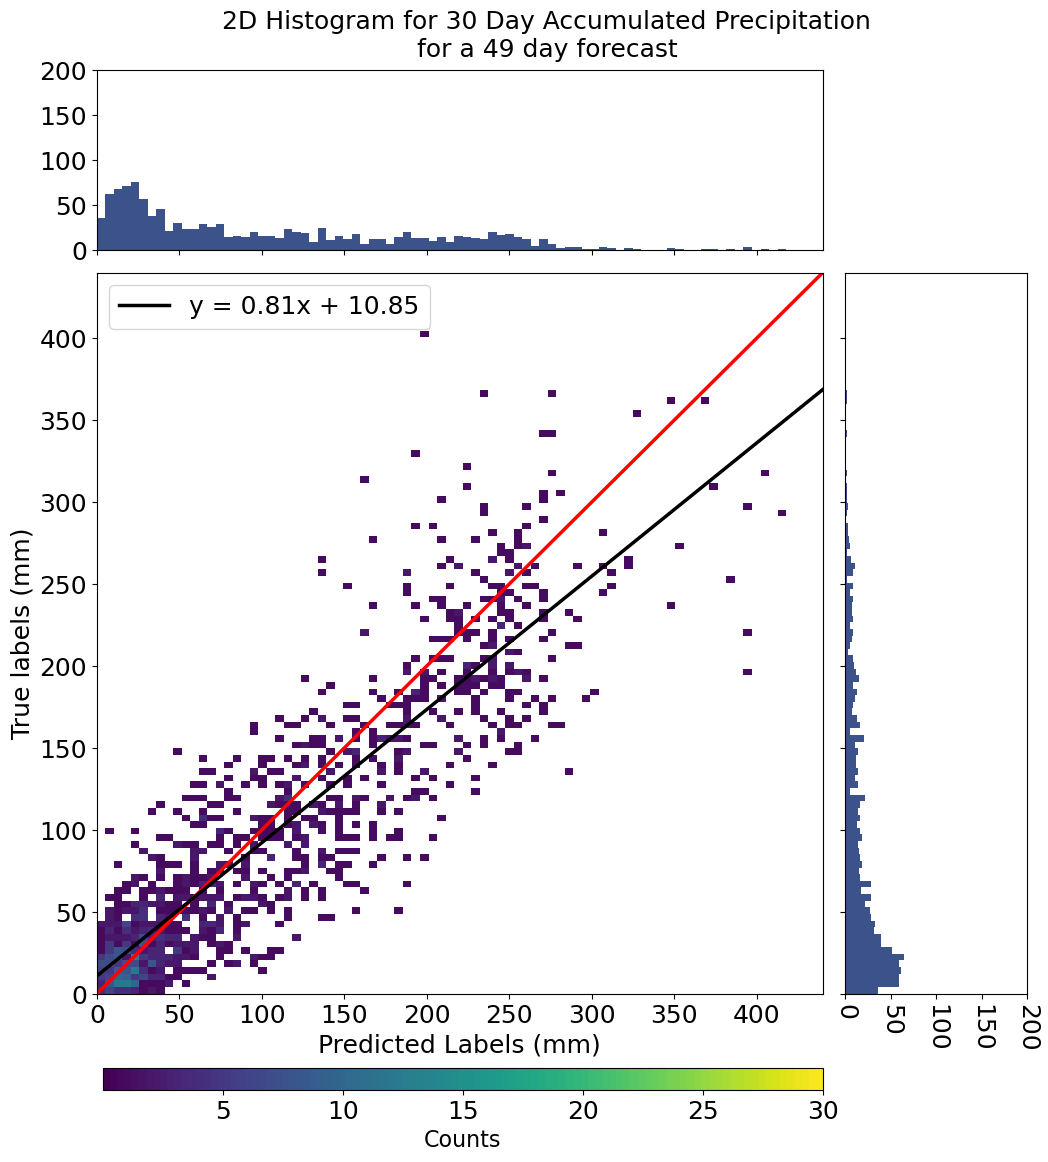 2D Histogram for 30 Day Accumulated Precipitation
for a 49 day forecast
200
150
100
50
0
y = 0.81x + 10.85
400
350
300
250
200
150
100
50
0
True labels (mm)
0 50 100 150 200 250 300 350 400
Predicted Labels (mm)
0 50 100 150 200
5 10 15 20 25 30
Counts